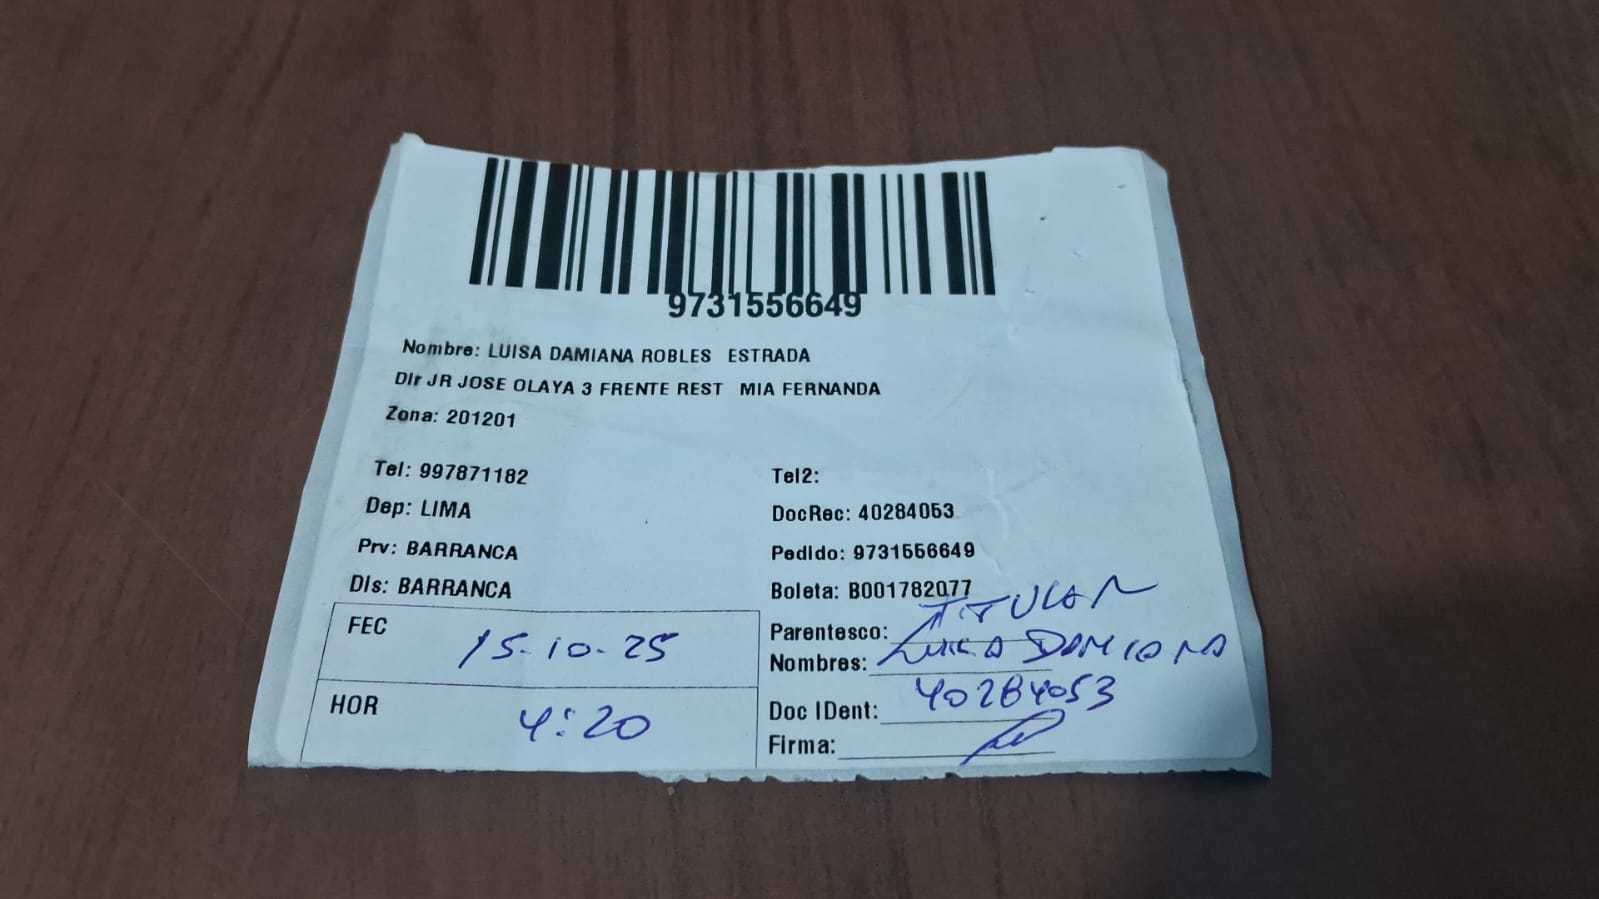 9731556649
Nombre: LUISA DAMIANA ROBLES ESTRADA
Dir JR JOSE OLAYA 3 FRENTE REST MIA FERNANDA
Zona: 201201
Tel: 997871182
Tel2:
Dep: LIMA
DocRec: 40284053
Prv: BARRANCA
Pedido: 9731556649
Dis: BARRANCA
Boleta: B001782077
FEC 15-10-25
Parentesco: TITULAR
Nombres: LUISA DAMIANA
HOR 4:20
Doc IDent: 40284053
Firma: